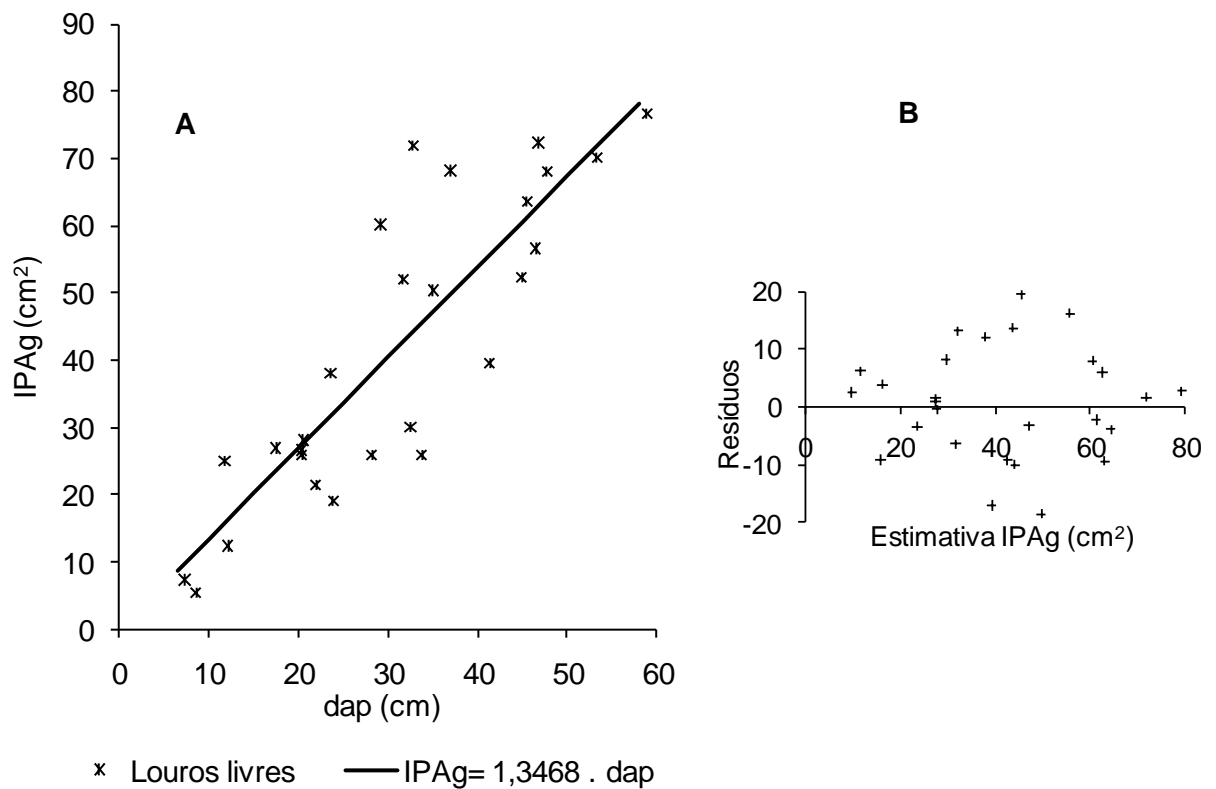 90
80
70
60
50
40
30
20
10
0
IPAg (cm²)
A
0 10 20 30 40 50 60
dap (cm)
Louros livres IPAg= 1,3468 . dap
B
20
10
0
-10
-20
Resíduos
0 20 40 60 80
Estimativa IPAg (cm²)